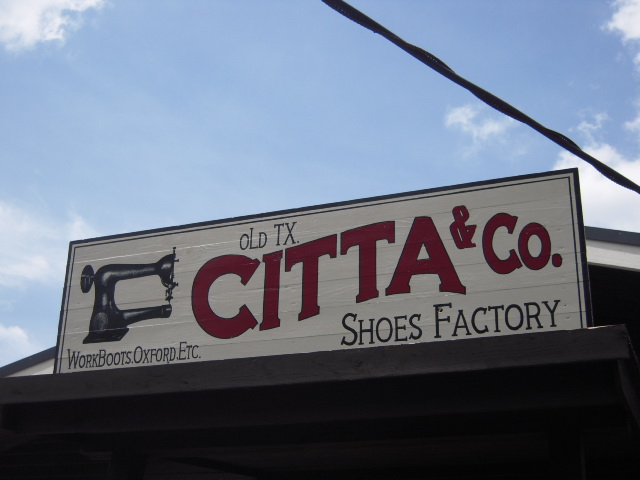 OLD TX.
CITTA & CO.
SHOES FACTORY
WORKBOOTS.OXFORD.ETC.